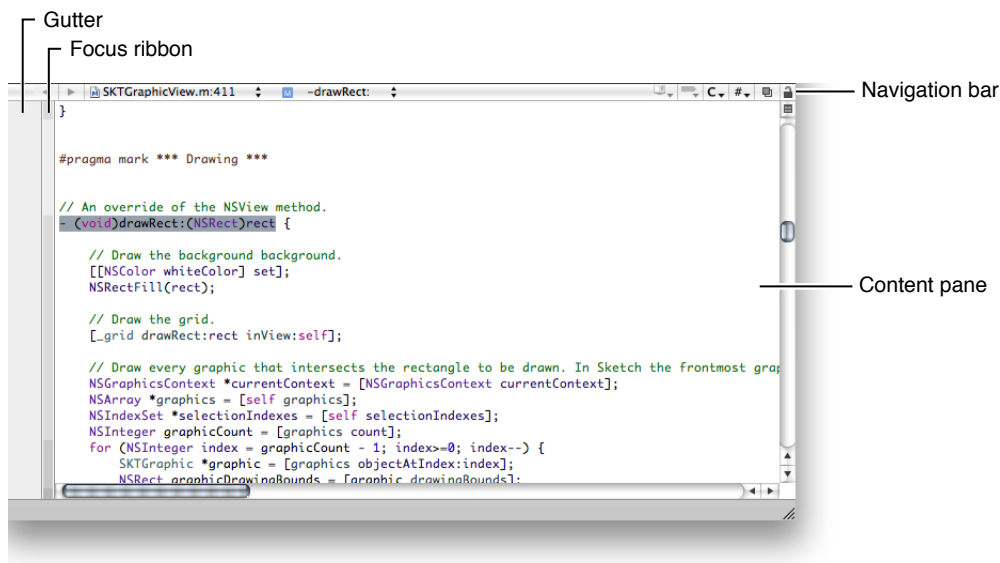 Gutter
Focus ribbon
SKTGraphicView.m:411 M -drawRect: C #
Navigation bar
}
#pragma mark *** Drawing ***
// An override of the NSView method.
- (void)drawRect:(NSRect)rect {
// Draw the background background.
[[NSColor whiteColor] set];
NSRectFill(rect);
Content pane
// Draw the grid.
[_grid drawRect:rect inView:self];
// Draw every graphic that intersects the rectangle to be drawn. In Sketch the frontmost grap
NSGraphicsContext *currentContext = [NSGraphicsContext currentContext];
NSArray *graphics = [self graphics];
NSIndexSet *selectionIndexes = [self selectionIndexes];
NSInteger graphicCount = [graphics count];
for (NSInteger index = graphicCount - 1; index>=0; index--) {
SKTGraphic *graphic = [graphics objectAtIndex:index];
NSRect graphicDrawingBounds = [graphic drawingBounds];